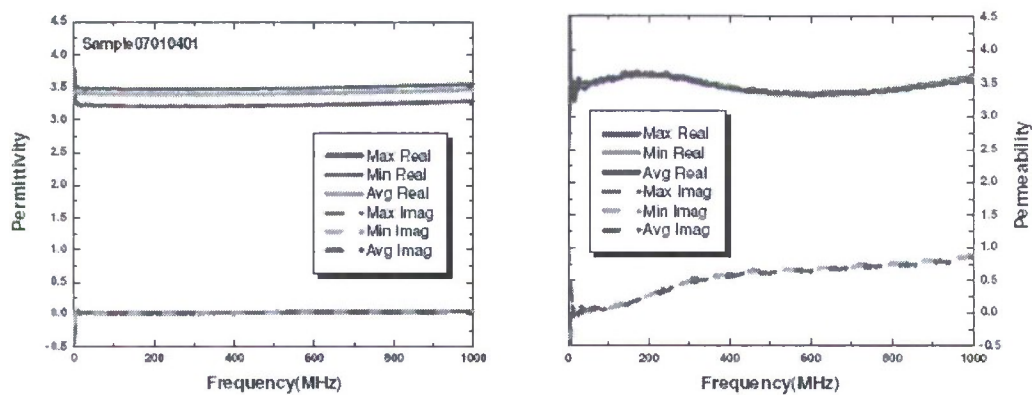 Sample07010401
Permittivity
4.5
4.0
3.5
3.0
2.5
2.0
1.5
1.0
0.5
0.0
-0.5
Max Real
Min Real
Avg Real
Max Imag
Min Imag
Avg Imag
0 200 400 600 800 1000
Frequency(MHz)
4.5
4.0
3.5
3.0
2.5
2.0
1.5
1.0
0.5
0.0
-0.5
Permeability
Max Real
Min Real
Avg Real
Max Imag
Min Imag
Avg Imag
0 200 400 600 800 1000
Frequency(MHz)